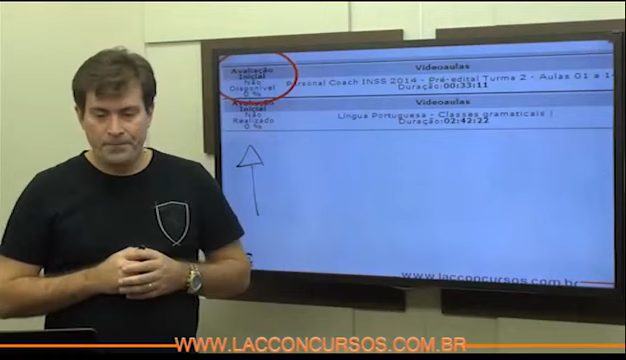 Avaliação Inicial Não Disponível 0 %
Videoaulas
Personal Coach INSS 2014 - Pré-edital Turma 2 - Aulas 01 a 1
Duração:00:33:11
Avaliação Inicial Não Realizado 0 %
Videoaulas
Língua Portuguesa - Classes gramaticais |
Duração:02:42:22
www.lacconcursos.com.br
WWW.LACCONCURSOS.COM.BR